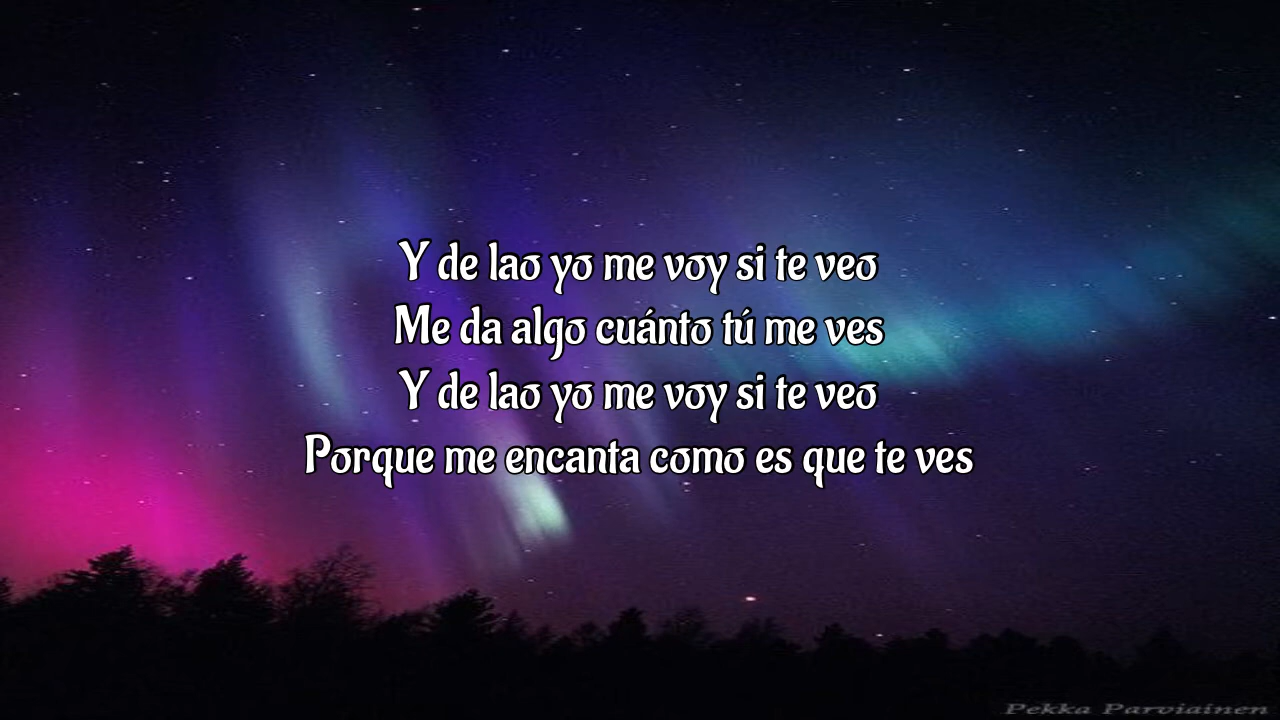 Y de lao yo me voy si te veo
Me da algo cuánto tú me ves
Y de lao yo me voy si te veo
Porque me encanta como es que te ves
Pekka Parviainen